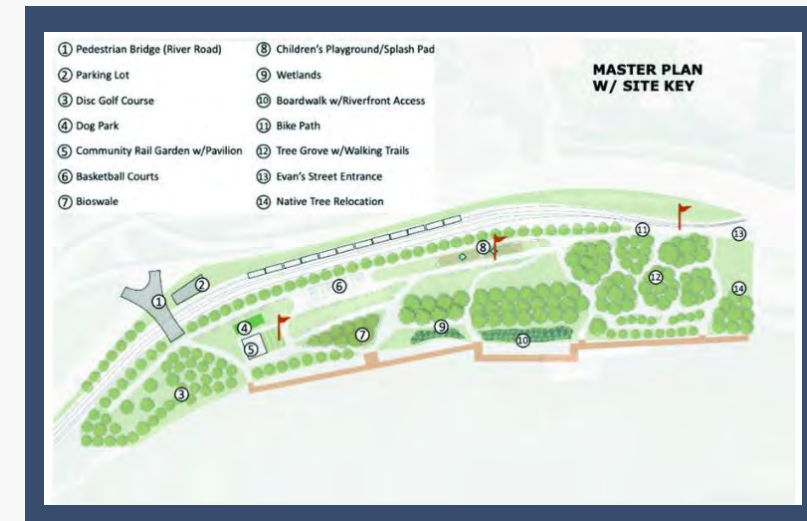 ① Pedestrian Bridge (River Road)
② Parking Lot
③ Disc Golf Course
④ Dog Park
⑤ Community Rail Garden w/Pavilion
⑥ Basketball Courts
⑦ Bioswale
⑧ Children's Playground/Splash Pad
⑨ Wetlands
⑩ Boardwalk w/Riverfront Access
⑪ Bike Path
⑫ Tree Grove w/Walking Trails
⑬ Evan's Street Entrance
⑭ Native Tree Relocation
MASTER PLAN
W/ SITE KEY
①
②
③
④
⑤
⑥
⑦
⑧
⑨
⑩
⑪
⑫
⑬
⑭